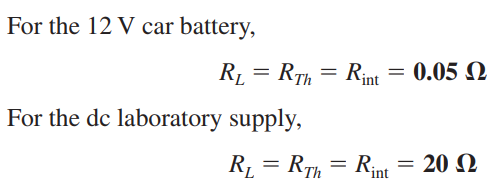 For the 12 V car battery,
R_L = R_Th = R_int = 0.05 Ω
For the dc laboratory supply,
R_L = R_Th = R_int = 20 Ω